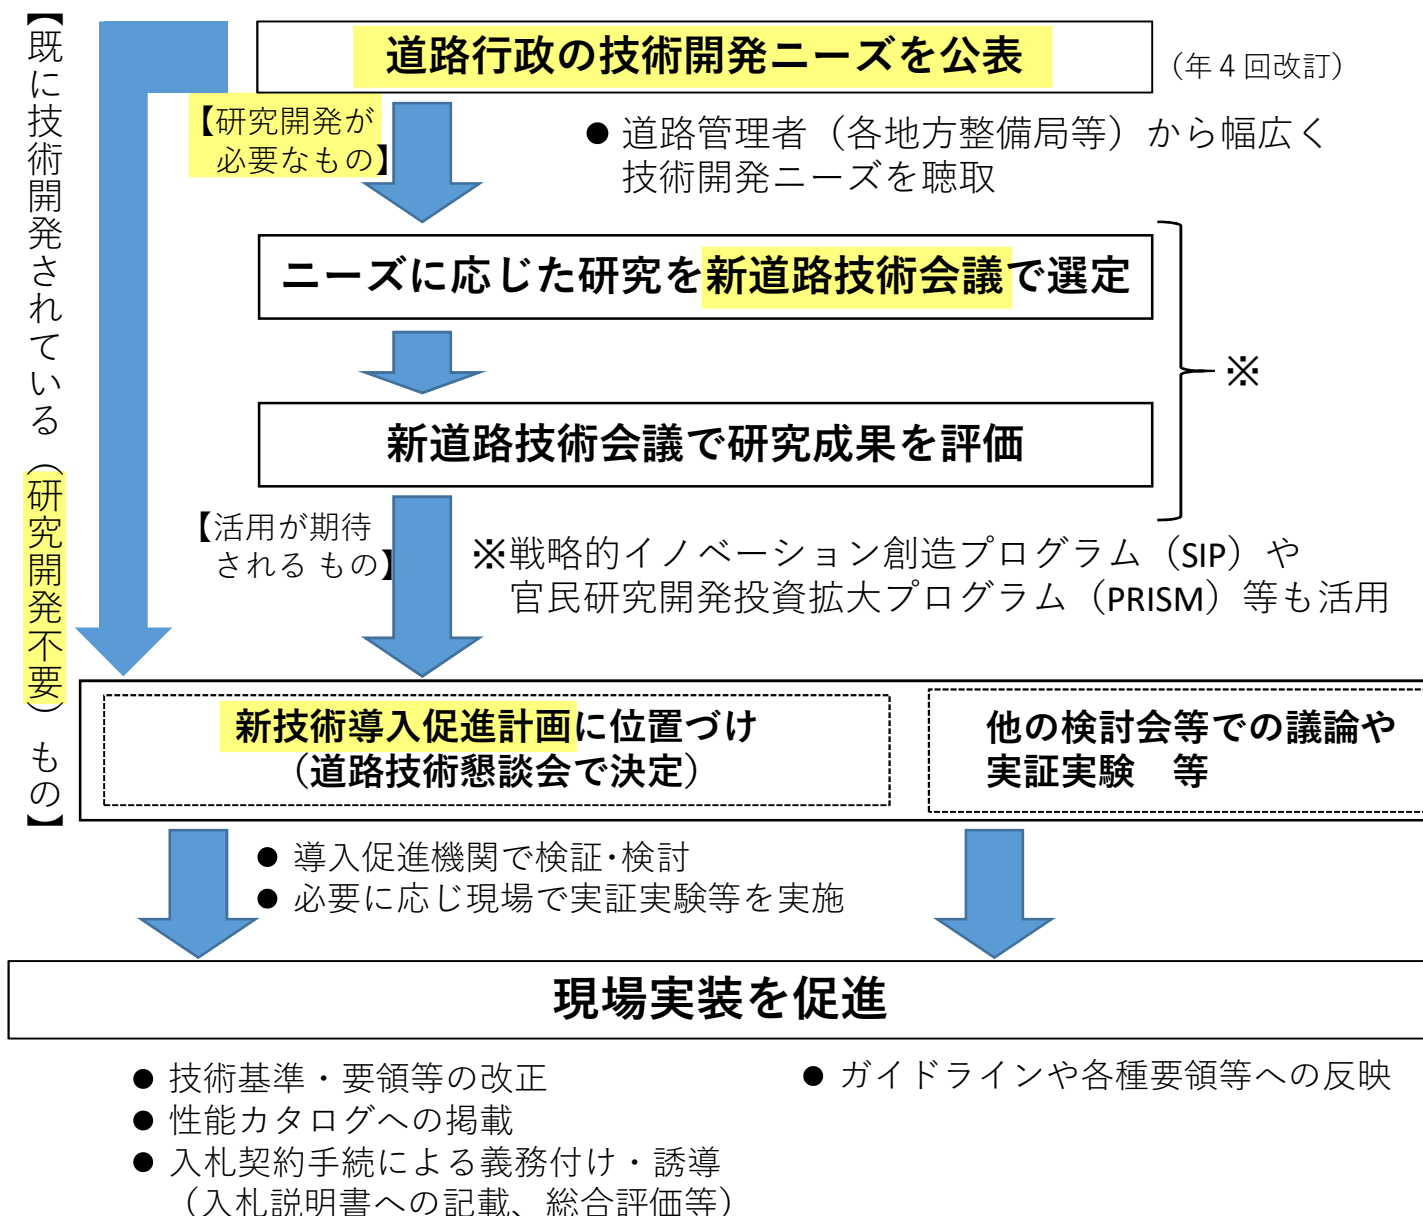 道路行政の技術開発ニーズを公表
（年４回改訂）
【既に技術開発されている（研究開発不要）もの】
【研究開発が
必要なもの】
● 道路管理者（各地方整備局等）から幅広く
技術開発ニーズを聴取
ニーズに応じた研究を新道路技術会議で選定
※
新道路技術会議で研究成果を評価
【活用が期待
される もの】
※戦略的イノベーション創造プログラム（SIP）や
官民研究開発投資拡大プログラム（PRISM）等も活用
新技術導入促進計画に位置づけ
（道路技術懇談会で決定）
他の検討会等での議論や
実証実験　等
● 導入促進機関で検証･検討
● 必要に応じ現場で実証実験等を実施
現場実装を促進
● 技術基準・要領等の改正
● 性能カタログへの掲載
● 入札契約手続による義務付け・誘導
（入札説明書への記載、総合評価等）
● ガイドラインや各種要領等への反映